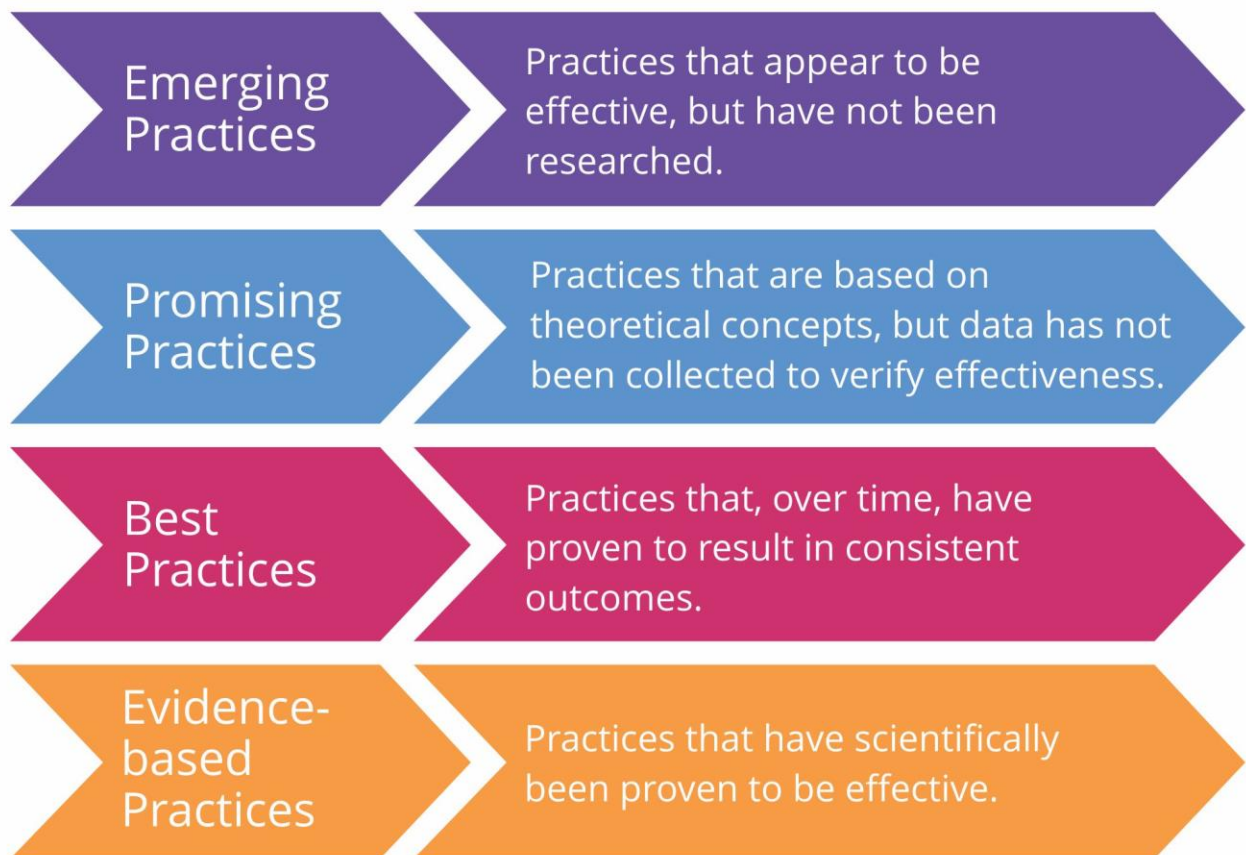 Emerging
Practices
Practices that appear to be
effective, but have not been
researched.
Promising
Practices
Practices that are based on
theoretical concepts, but data has not
been collected to verify effectiveness.
Best
Practices
Practices that, over time, have
proven to result in consistent
outcomes.
Evidence-
based
Practices
Practices that have scientifically
been proven to be effective.